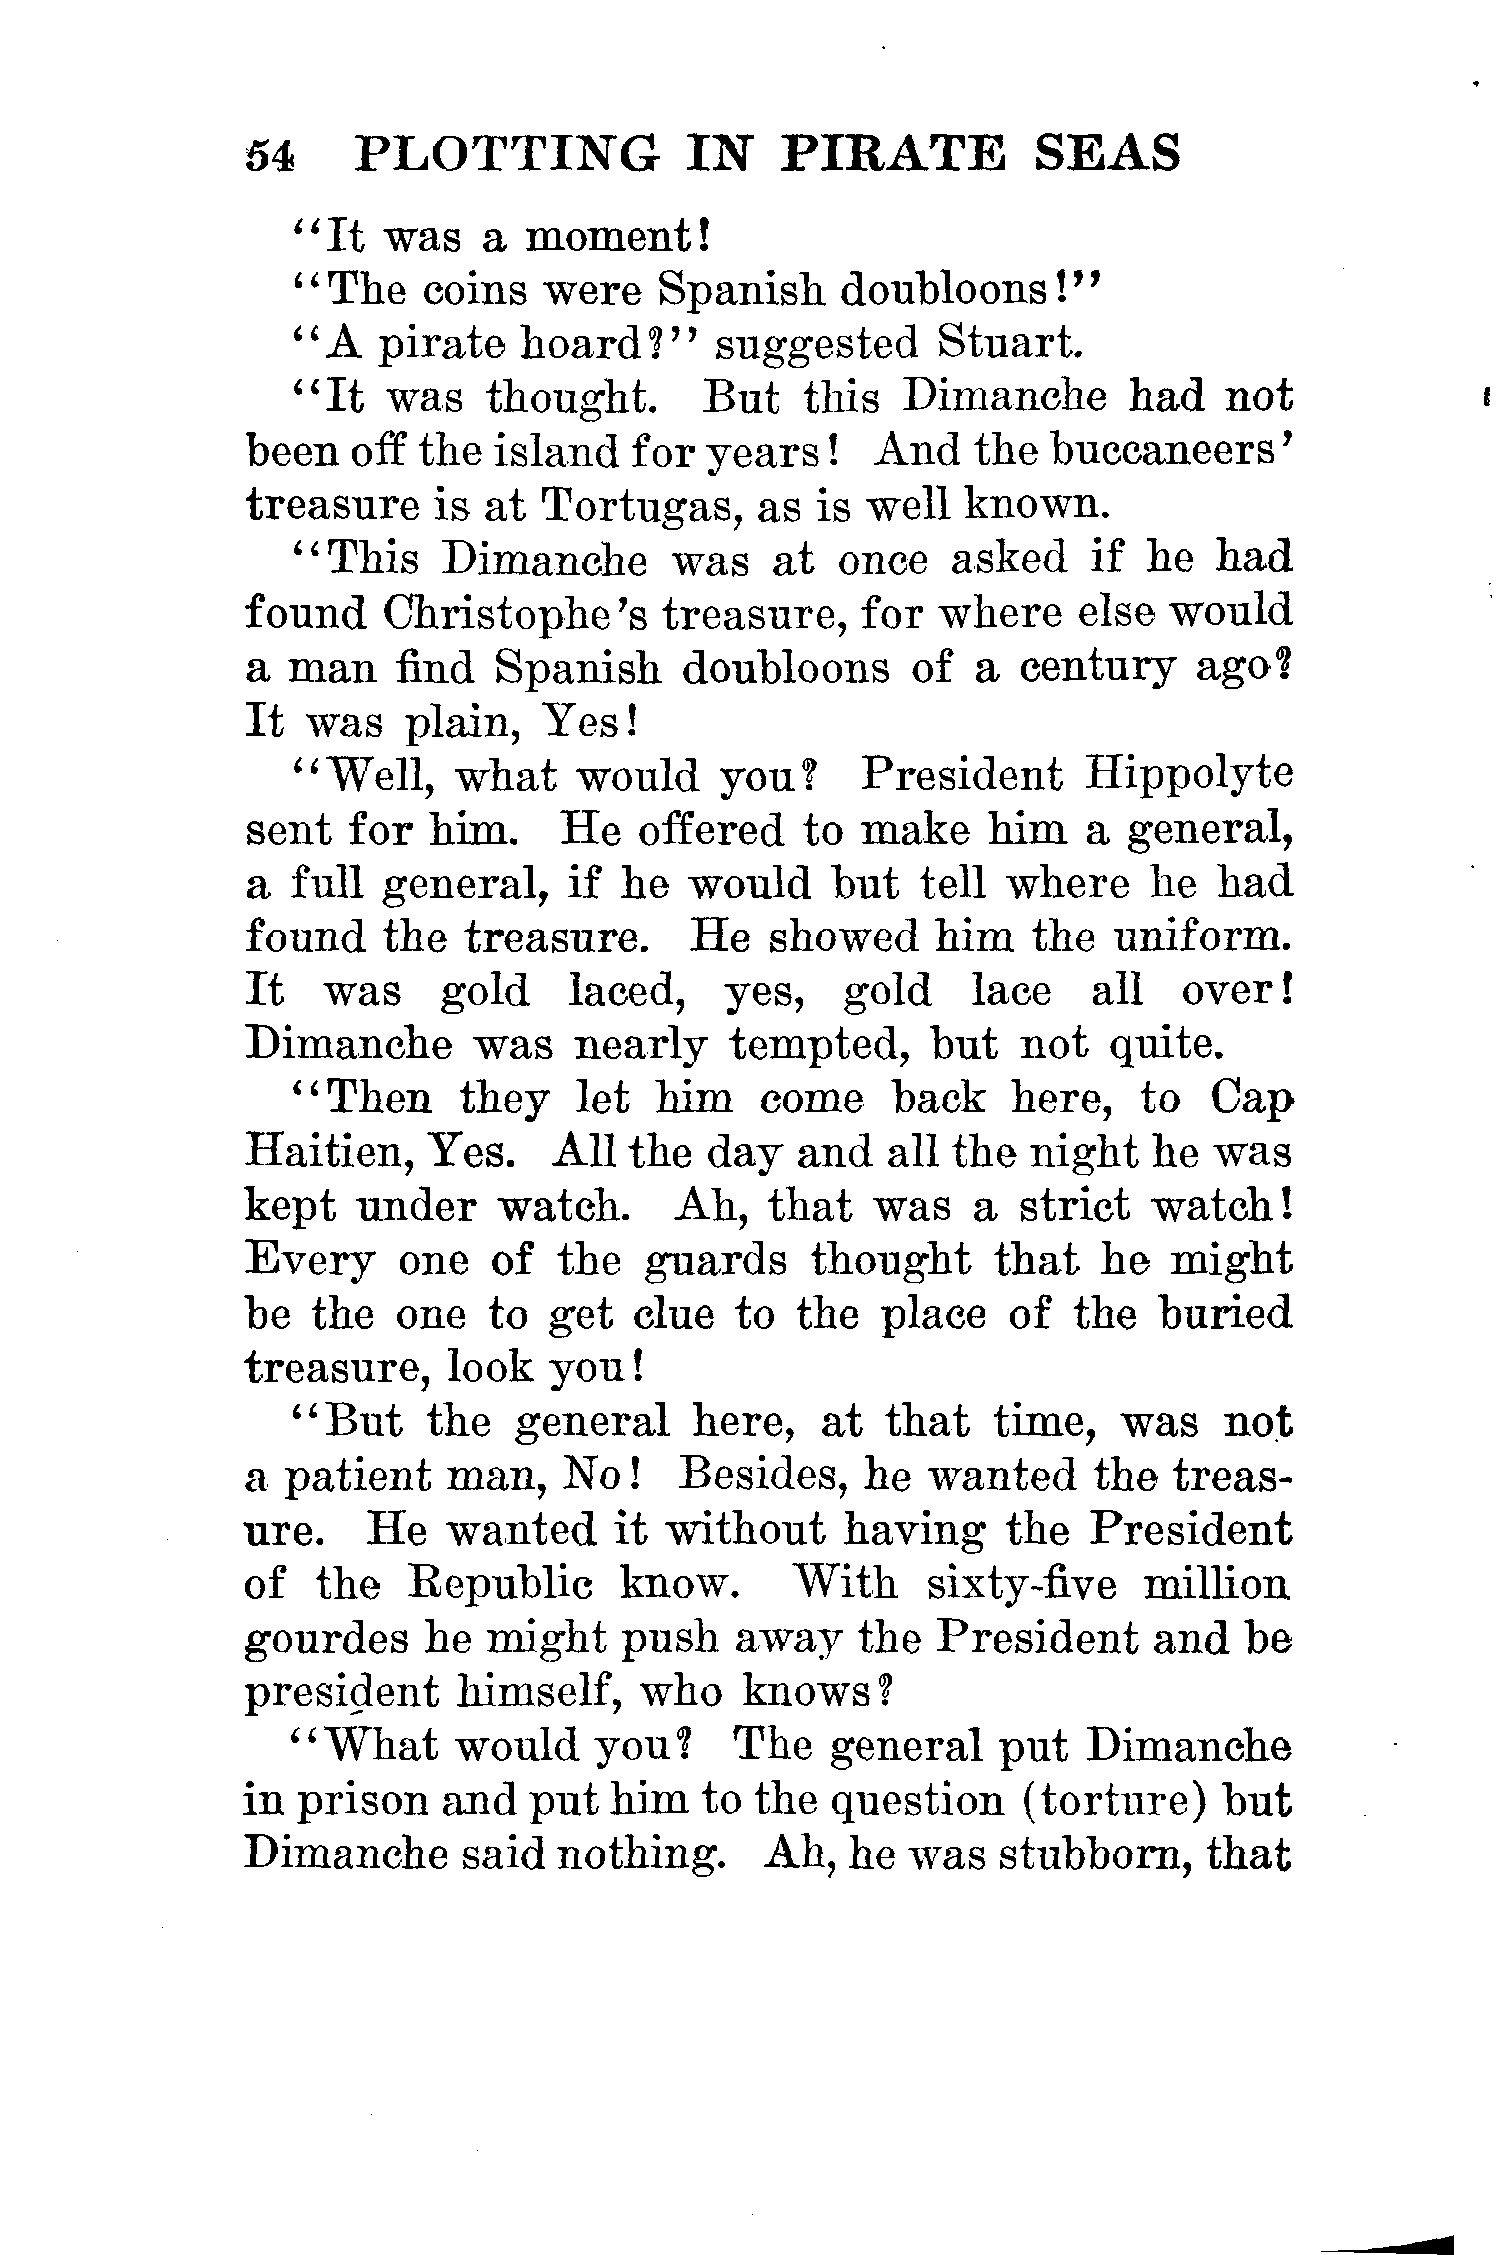 54 PLOTTING IN PIRATE SEAS
"It was a moment!
"The coins were Spanish doubloons!"
"A pirate hoard?" suggested Stuart.
"It was thought. But this Dimanche had not
been off the island for years! And the buccaneers'
treasure is at Tortugas, as is well known.
"This Dimanche was at once asked if he had
found Christophe's treasure, for where else would
a man find Spanish doubloons of a century ago?
It was plain, Yes!
"Well, what would you? President Hippolyte
sent for him. He offered to make him a general,
a full general, if he would but tell where he had
found the treasure. He showed him the uniform.
It was gold laced, yes, gold lace all over!
Dimanche was nearly tempted, but not quite.
"Then they let him come back here, to Cap
Haitien, Yes. All the day and all the night he was
kept under watch. Ah, that was a strict watch!
Every one of the guards thought that he might
be the one to get clue to the place of the buried
treasure, look you!
"But the general here, at that time, was not
a patient man, No! Besides, he wanted the treas-
ure. He wanted it without having the President
of the Republic know. With sixty-five million
gourdes he might push away the President and be
president himself, who knows?
"What would you? The general put Dimanche
in prison and put him to the question (torture) but
Dimanche said nothing. Ah, he was stubborn, that